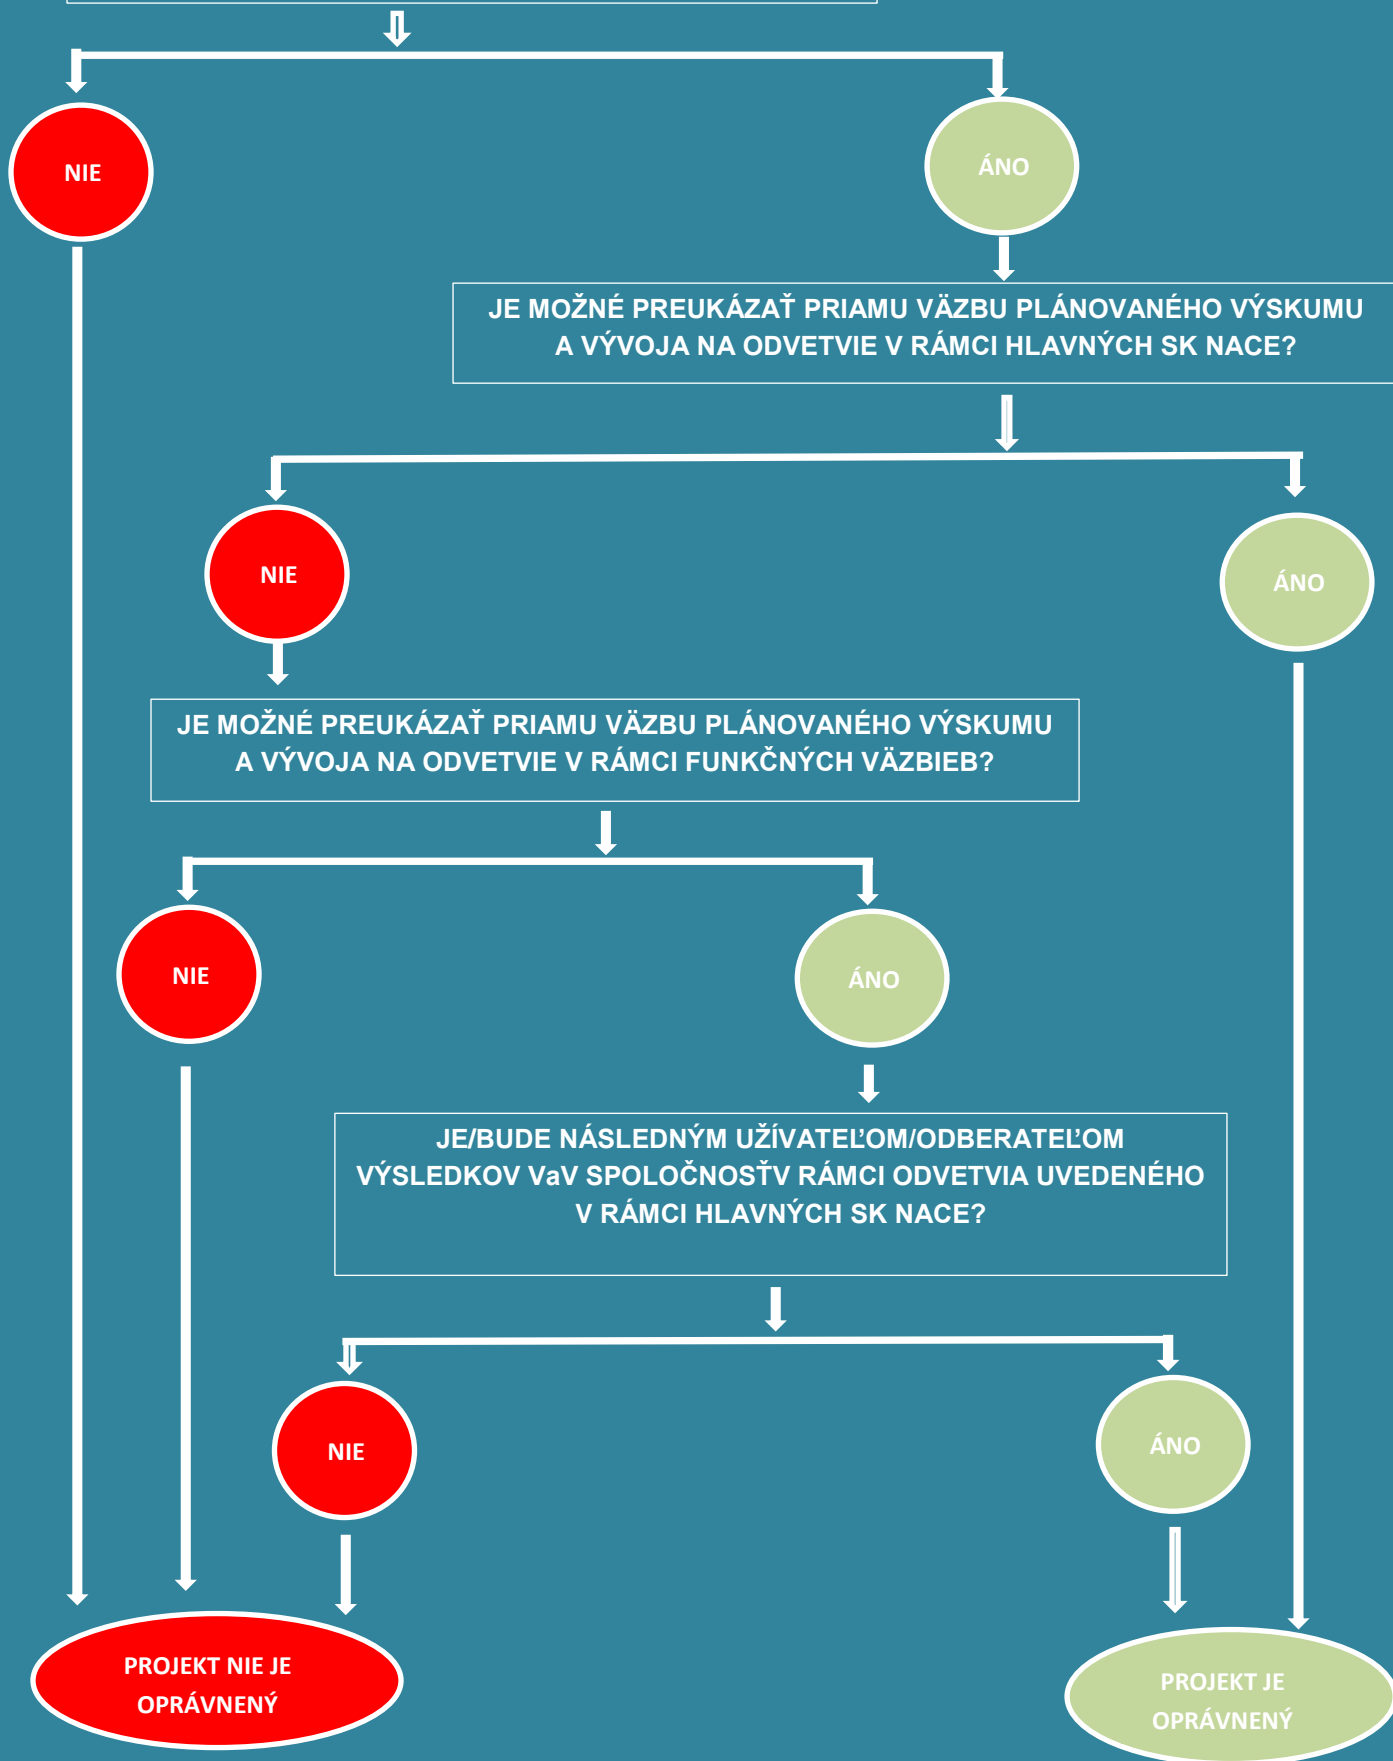 NIE
ÁNO
JE MOŽNÉ PREUKÁZAŤ PRIAMU VÄZBU PLÁNOVANÉHO VÝSKUMU
A VÝVOJA NA ODVETVIE V RÁMCI HLAVNÝCH SK NACE?
NIE
ÁNO
JE MOŽNÉ PREUKÁZAŤ PRIAMU VÄZBU PLÁNOVANÉHO VÝSKUMU
A VÝVOJA NA ODVETVIE V RÁMCI FUNKČNÝCH VÄZBIEB?
NIE
ÁNO
JE/BUDE NÁSLEDNÝM UŽÍVATEĽOM/ODBERATEĽOM
VÝSLEDKOV VaV SPOLOČNOSŤV RÁMCI ODVETVIA UVEDENÉHO
V RÁMCI HLAVNÝCH SK NACE?
NIE
ÁNO
PROJEKT NIE JE
OPRÁVNENÝ
PROJEKT JE
OPRÁVNENÝ